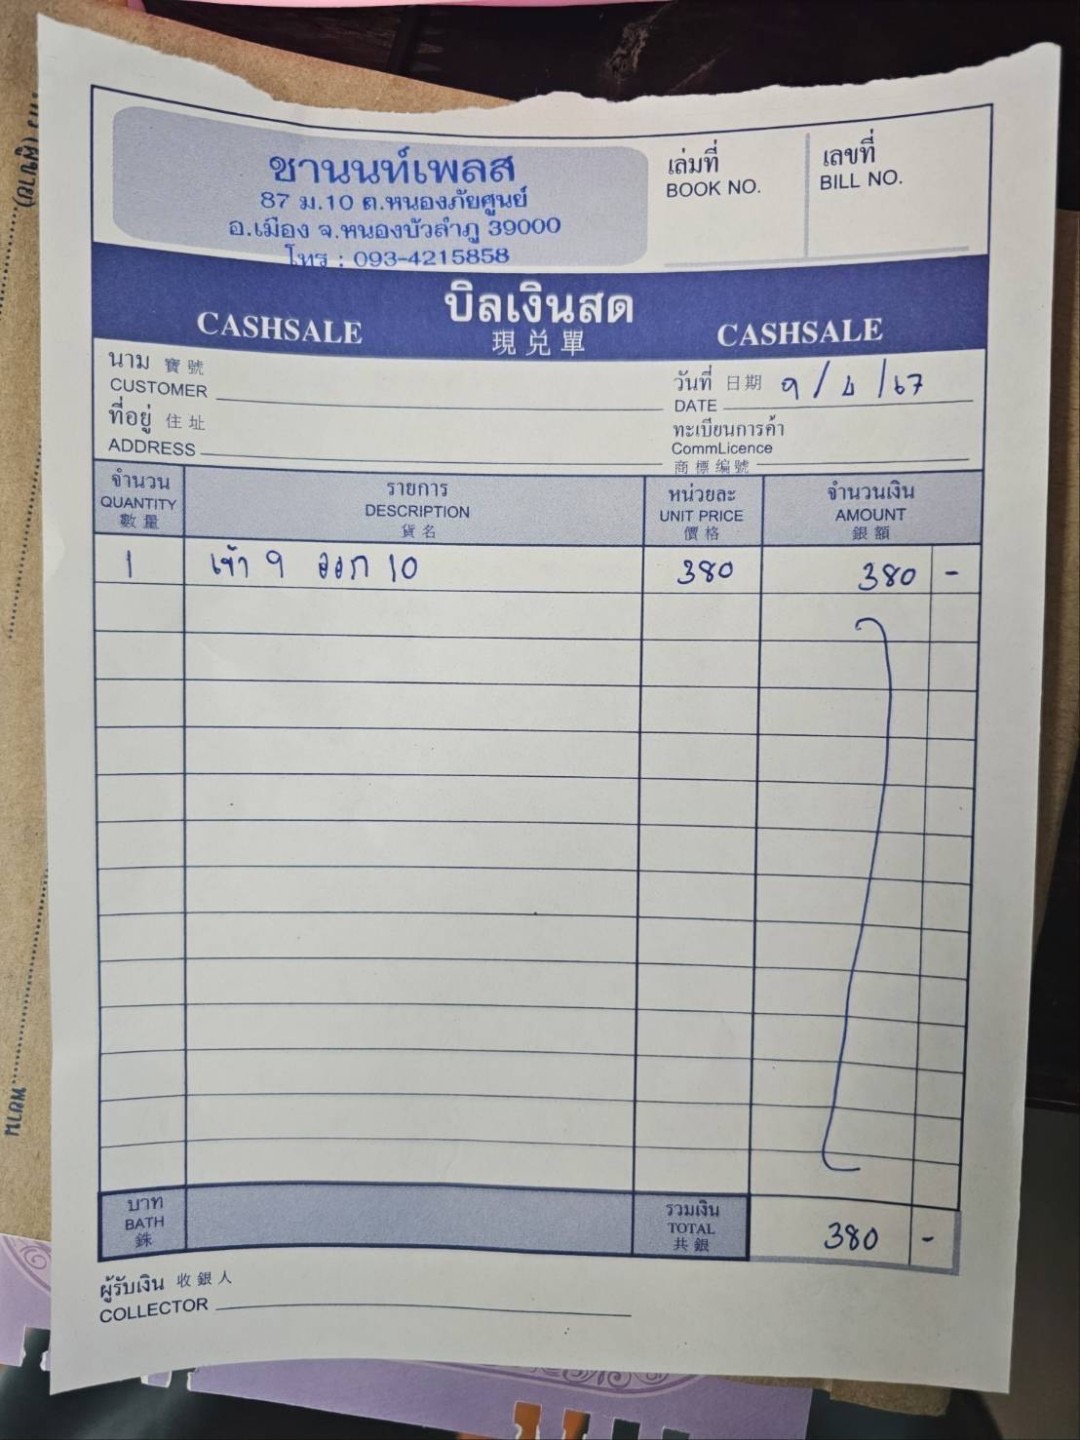 ชานนท์เพลส
87 ม.10 ต.หนองภัยศูนย์
อ.เมือง จ.หนองบัวลำภู 39000
โทร : 093-4215858
เล่มที่
BOOK NO.
เลขที่
BILL NO.
CASHSALE
บิลเงินสด
現兌單
CASHSALE
นาม 寶號
CUSTOMER
วันที่ 日期 9 / 4 / 67
DATE
ที่อยู่ 住址
ADDRESS
ทะเบียนการค้า
CommLicence
商標编號
จำนวน
QUANTITY
數量
รายการ
DESCRIPTION
貨名
หน่วยละ
UNIT PRICE
價格
จำนวนเงิน
AMOUNT
銀額
1 เข้า 9 ออก 10 380 380 -
บาท
BATH
銖
รวมเงิน
TOTAL
共銀
380 -
ผู้รับเงิน 收銀人
COLLECTOR